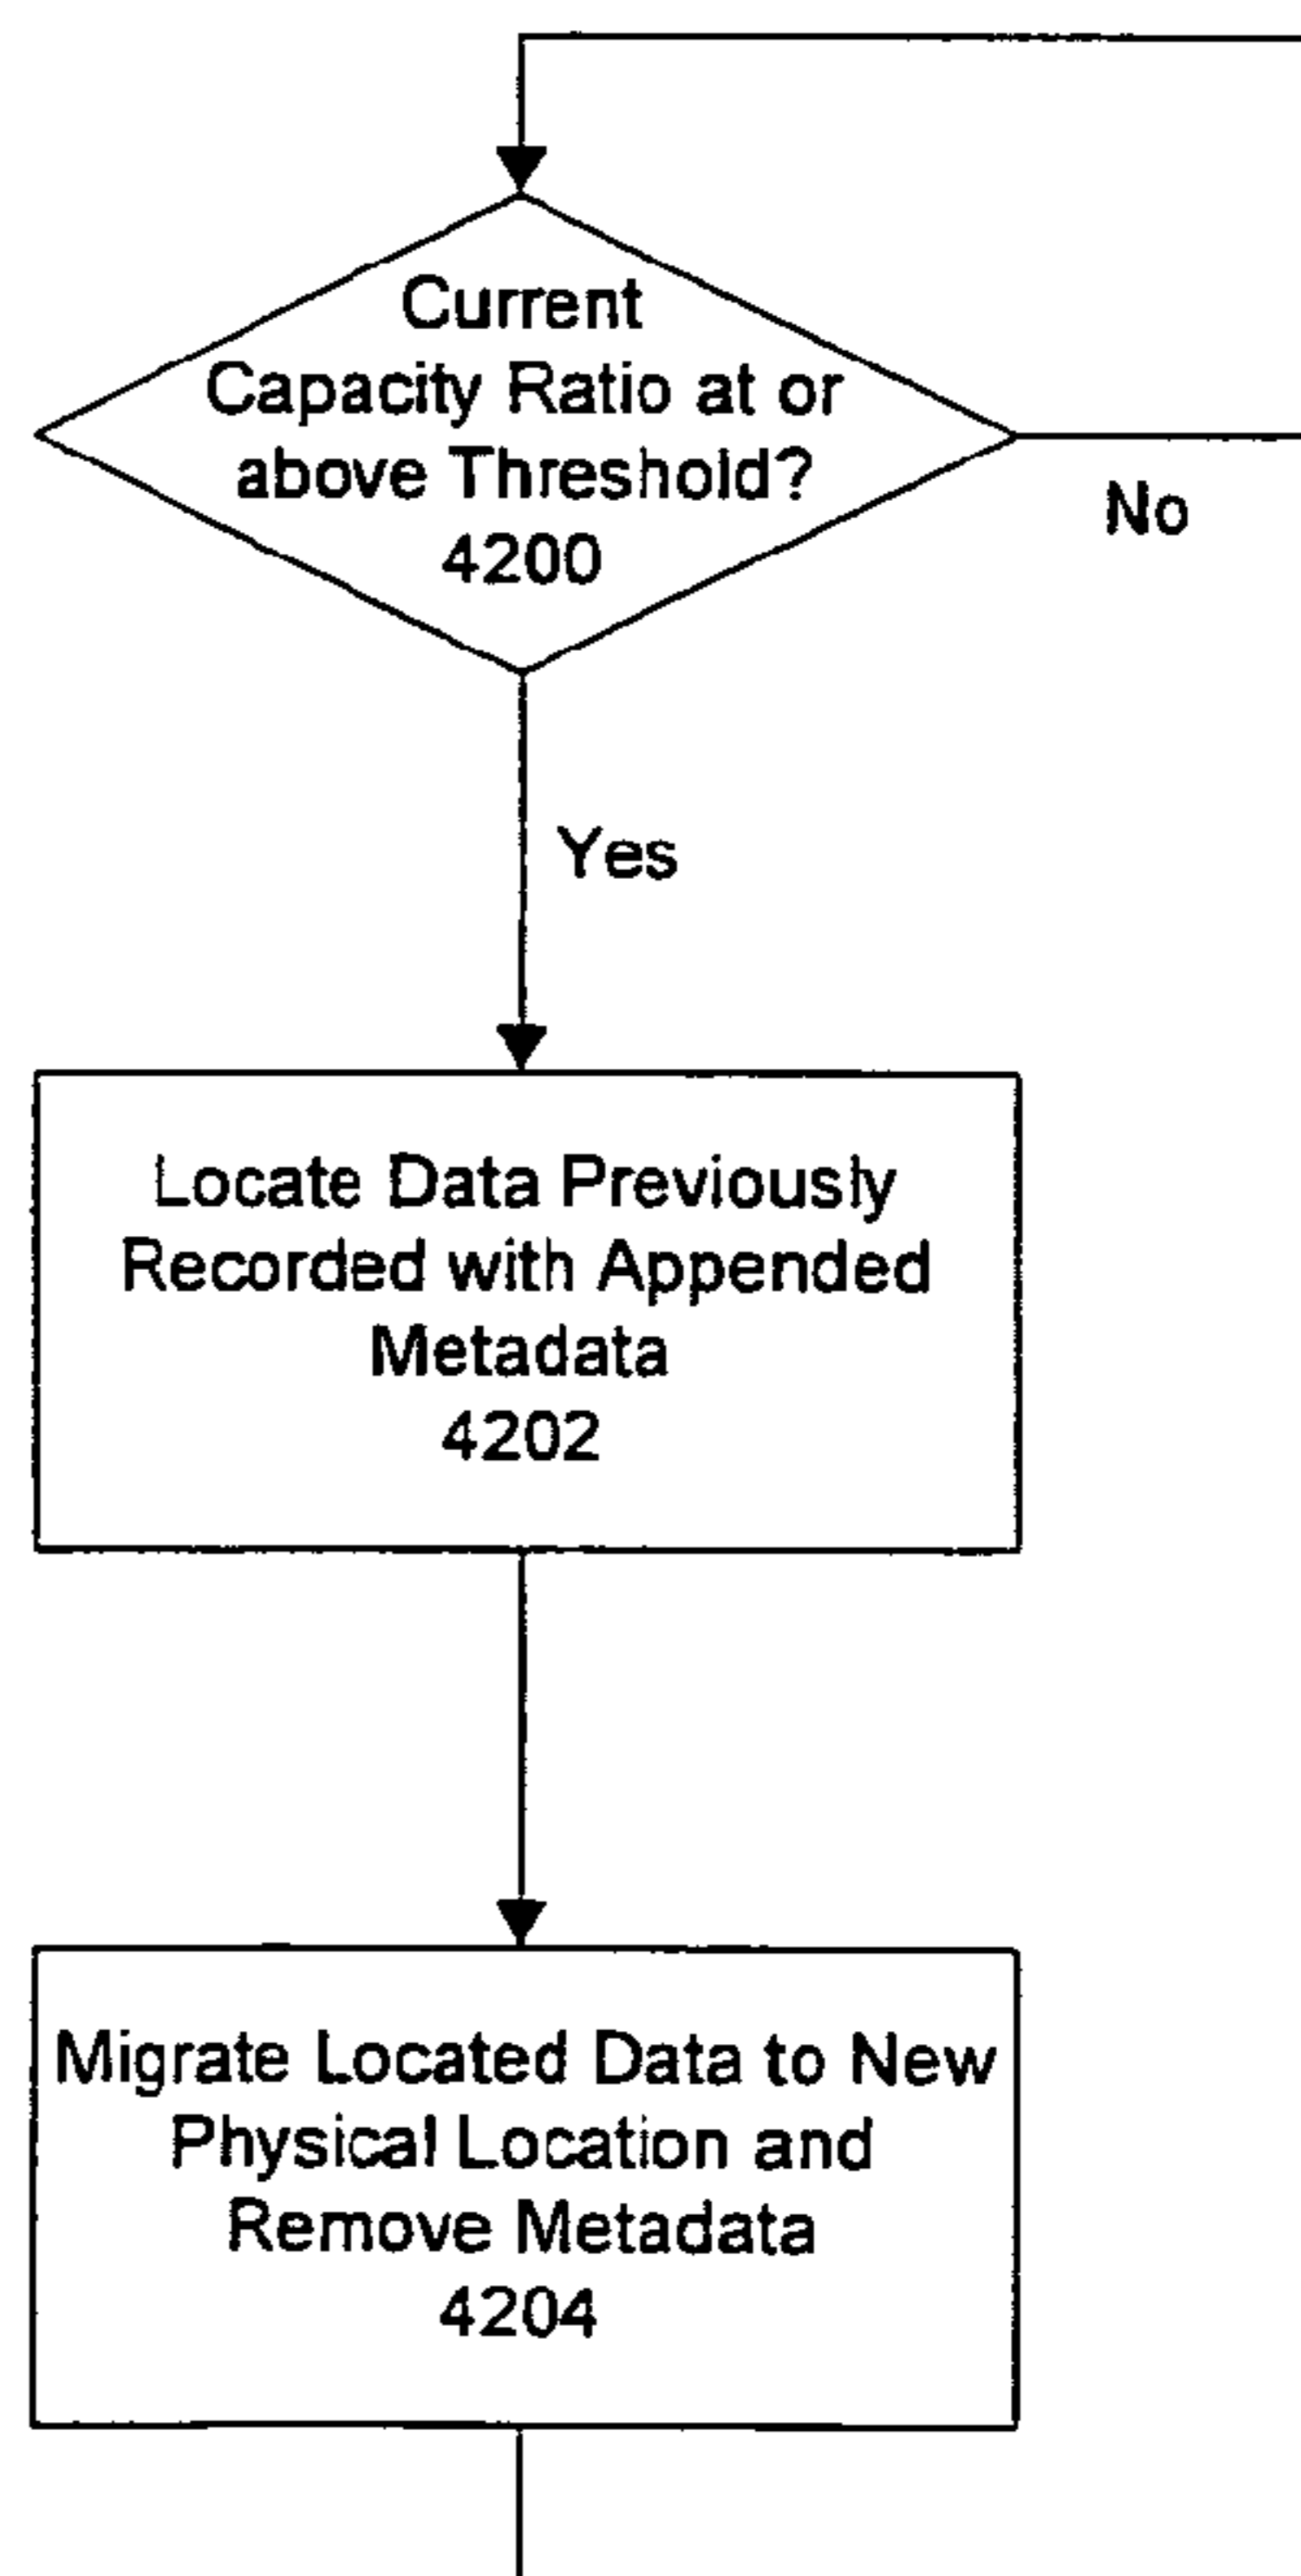 Current
Capacity Ratio at or
above Threshold?
4200
No
Yes
Locate Data Previously
Recorded with Appended
Metadata
4202
Migrate Located Data to New
Physical Location and
Remove Metadata
4204